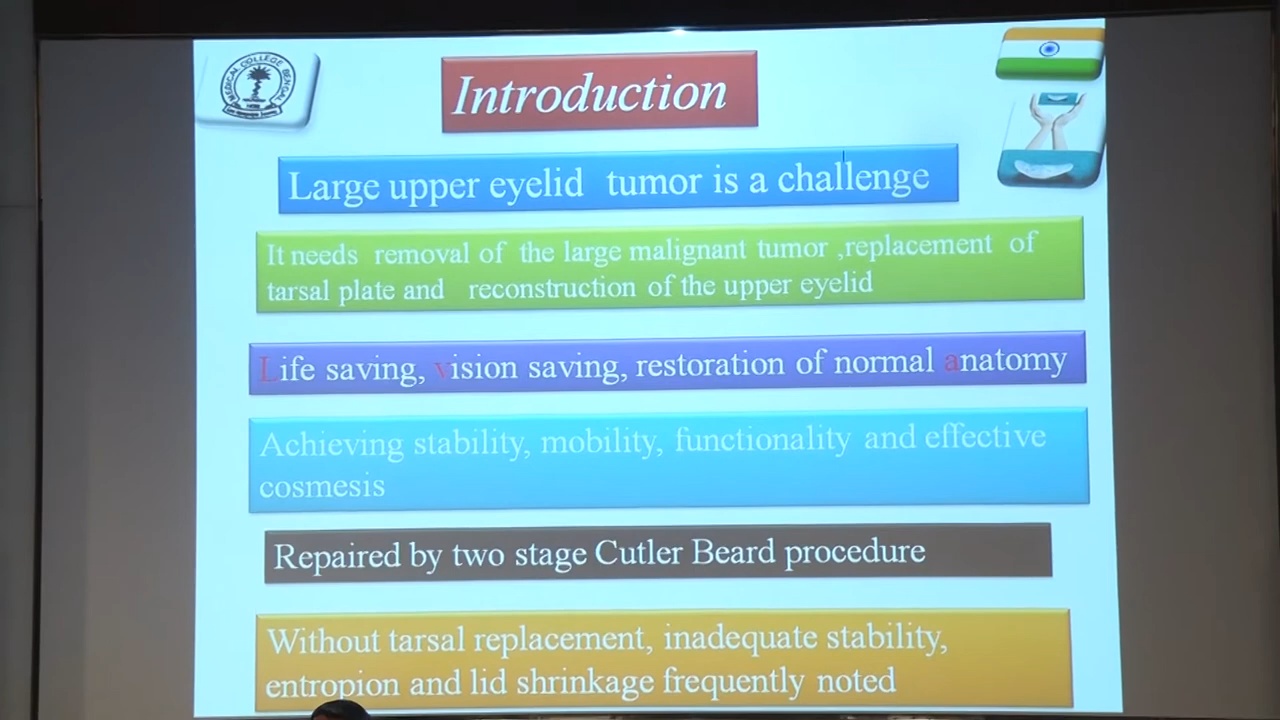 MEDICAL COLLEGE BENGAL
Introduction
Large upper eyelid tumor is a challenge
It needs removal of the large malignant tumor ,replacement of
tarsal plate and reconstruction of the upper eyelid
Life saving, vision saving, restoration of normal anatomy
Achieving stability, mobility, functionality and effective
cosmesis
Repaired by two stage Cutler Beard procedure
Without tarsal replacement, inadequate stability,
entropion and lid shrinkage frequently noted